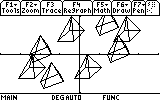 F1▾ F2▾ F3 F4 F5▾ F6▾ F7▾
Tools Zoom Trace ReGraph Math Draw Pen
MAIN DEG AUTO FUNC